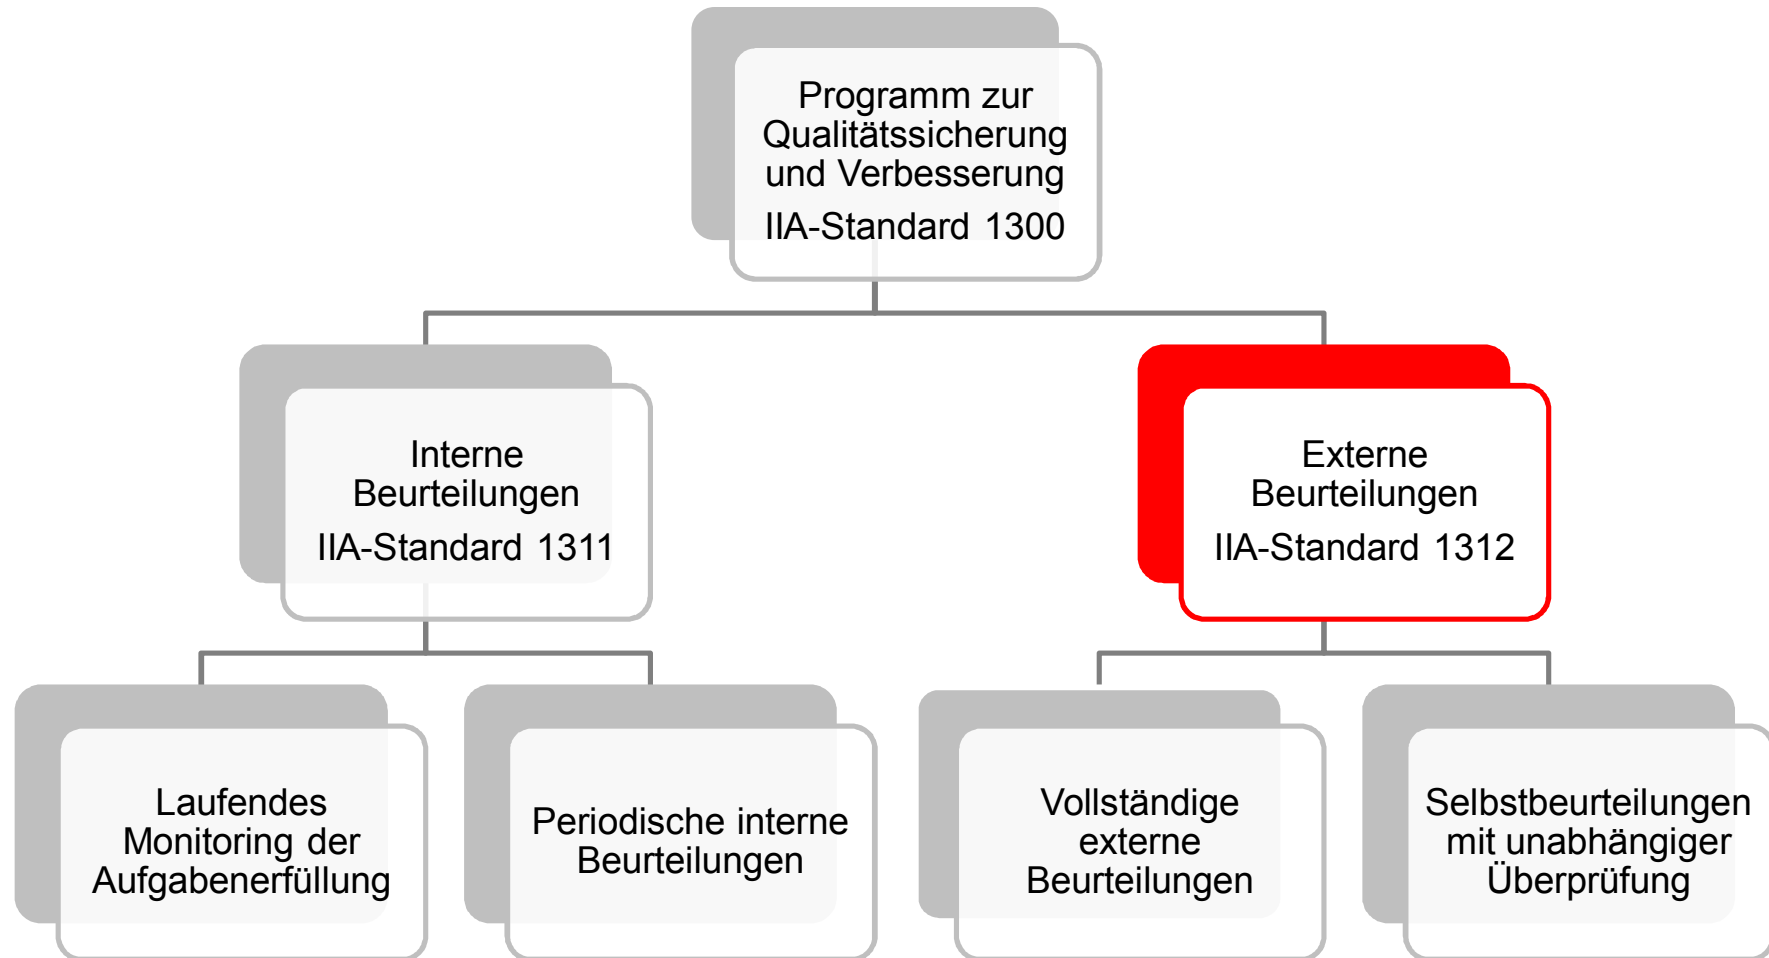 Programm zur
Qualitätssicherung
und Verbesserung
IIA-Standard 1300
Interne
Beurteilungen
IIA-Standard 1311
Externe
Beurteilungen
IIA-Standard 1312
Laufendes
Monitoring der
Aufgabenerfüllung
Periodische interne
Beurteilungen
Vollständige
externe
Beurteilungen
Selbstbeurteilungen
mit unabhängiger
Überprüfung